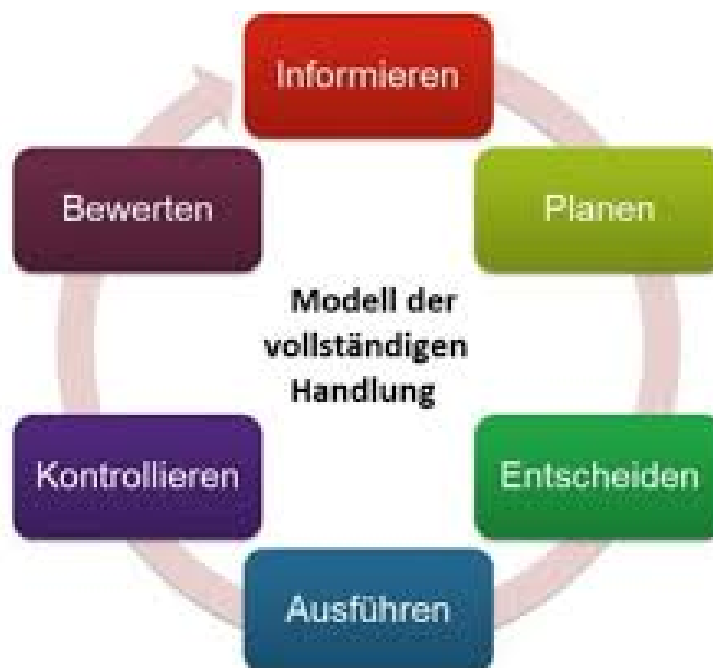 Informieren
Planen
Entscheiden
Ausführen
Kontrollieren
Bewerten
Modell der
vollständigen
Handlung